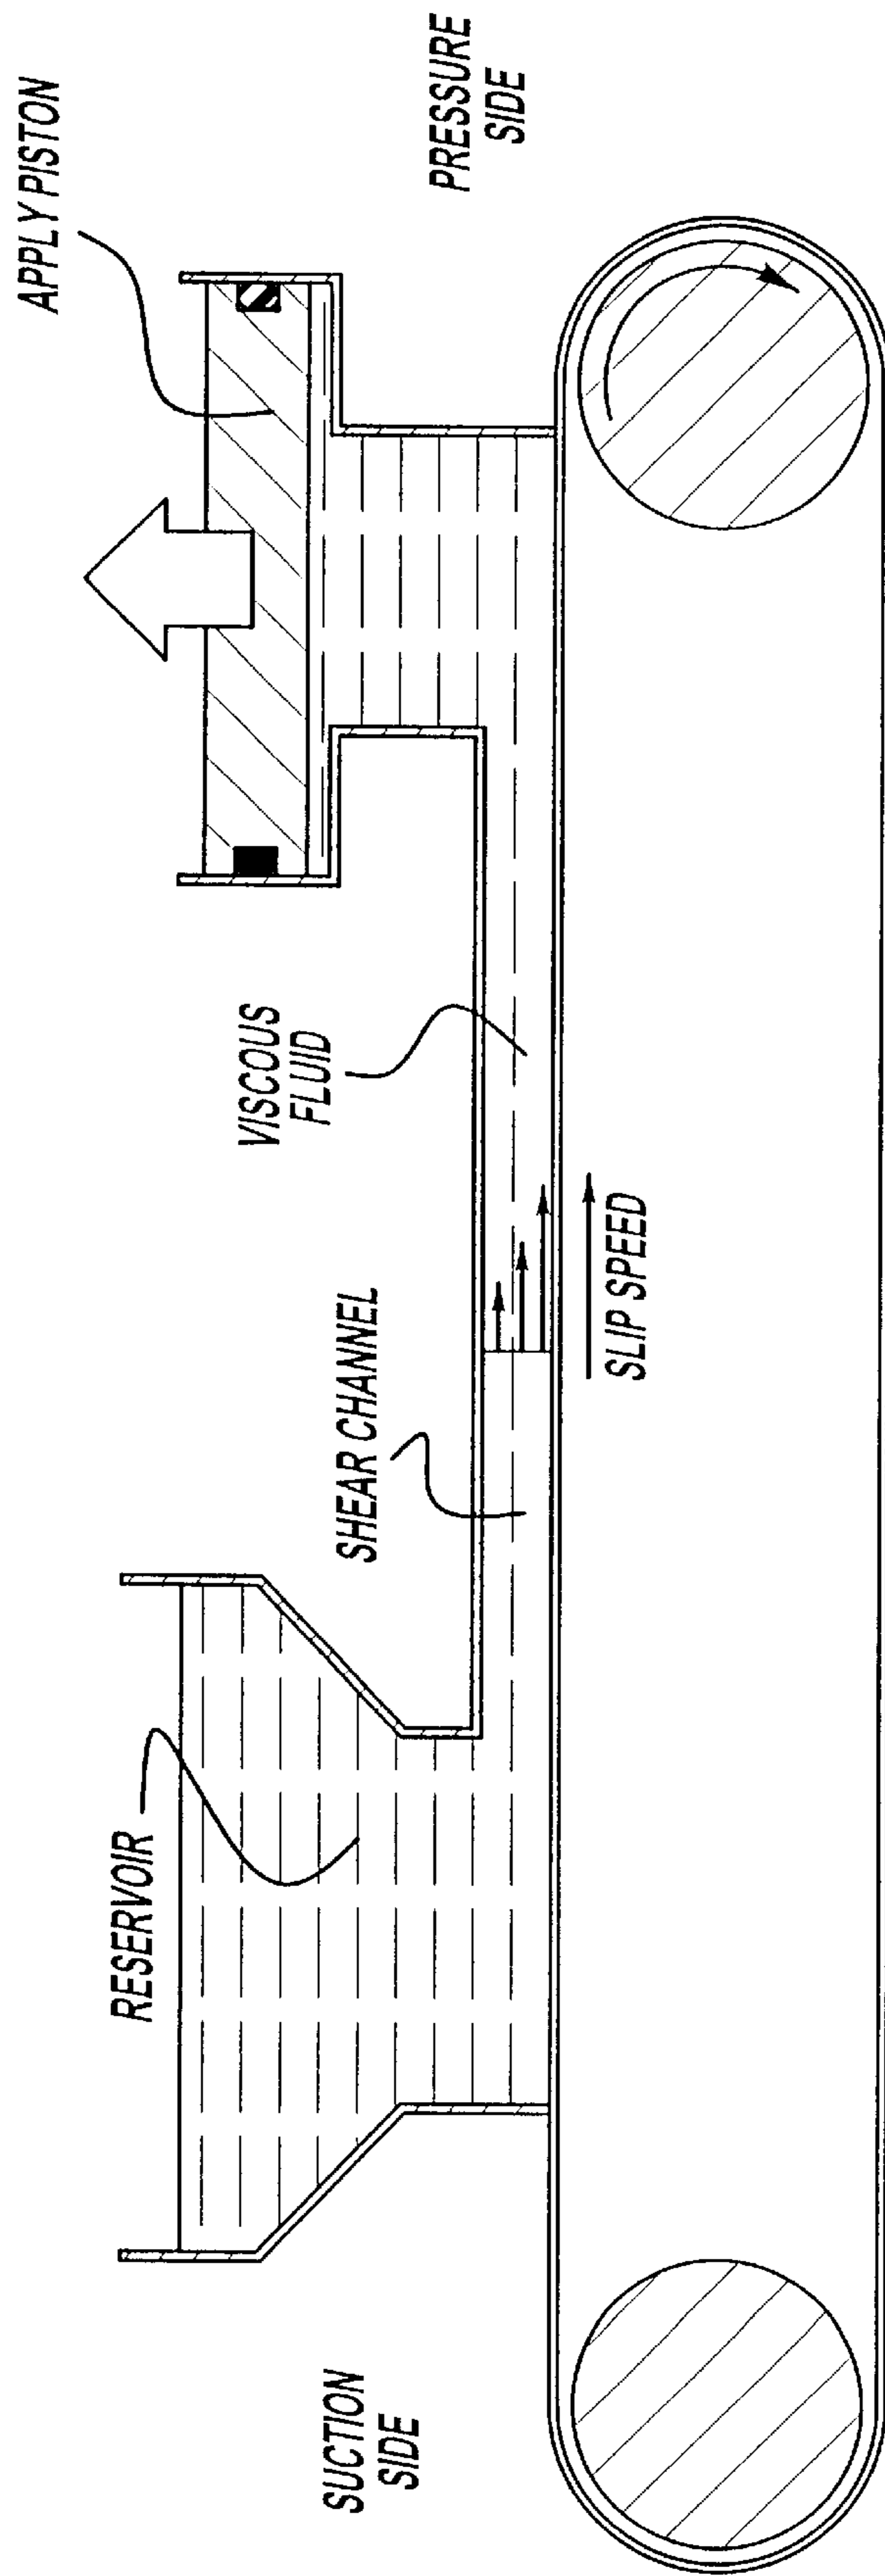 APPLY PISTON
PRESSURE
SIDE
VISCOUS
FLUID
SHEAR CHANNEL
SLIP SPEED
RESERVOIR
SUCTION
SIDE